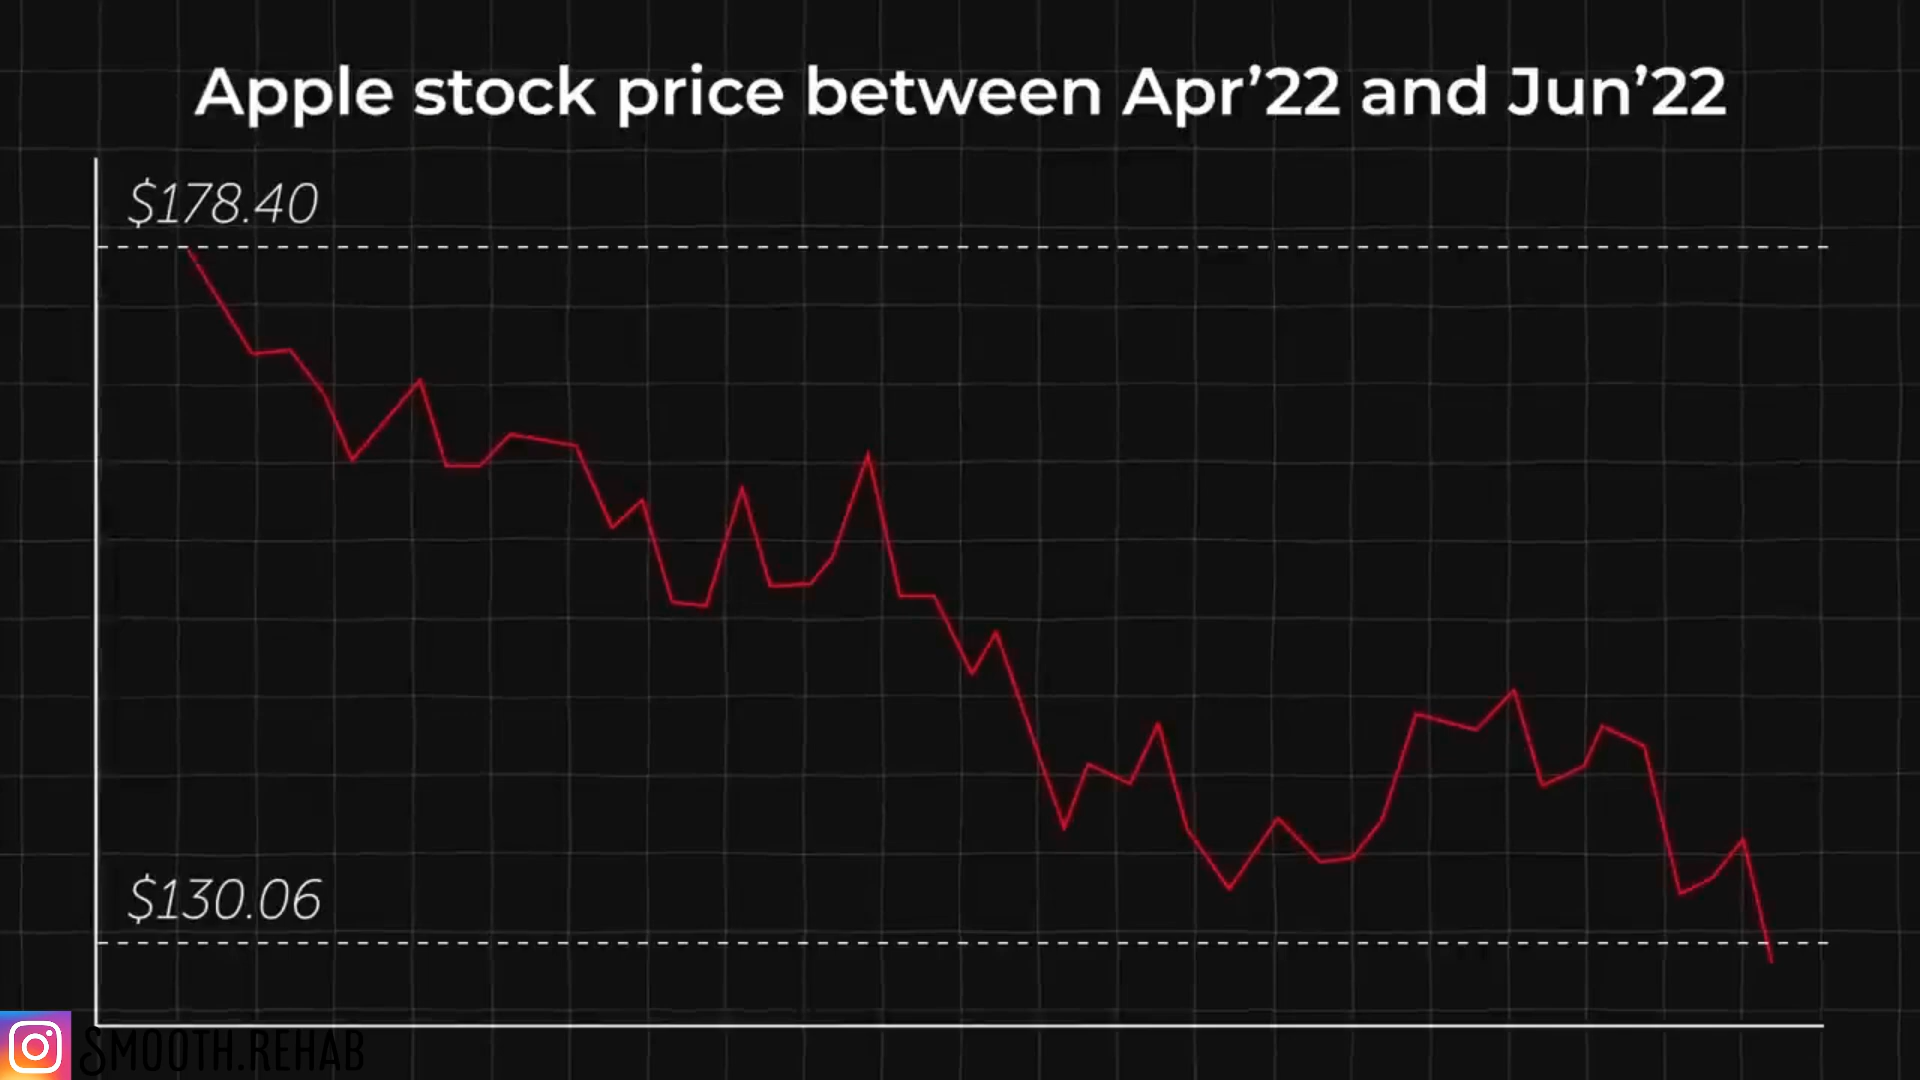 Apple stock price between Apr’22 and Jun’22
$178.40
$130.06
Smooth.rehab